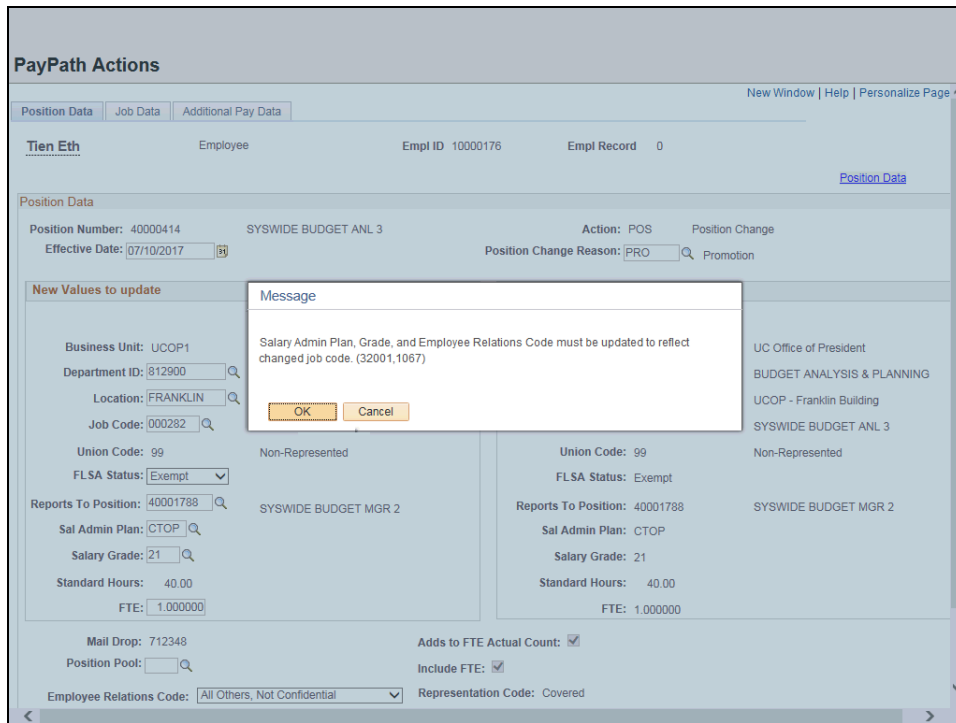 PayPath Actions
New Window | Help | Personalize Page
Position Data Job Data Additional Pay Data
Tien Eth Employee Empl ID 10000176 Empl Record 0
Position Data
Position Data
Position Number: 40000414 SYSWIDE BUDGET ANL 3 Action: POS Position Change
Effective Date: 07/10/2017 31 Position Change Reason: PRO Promotion
New Values to update
Message
Salary Admin Plan, Grade, and Employee Relations Code must be updated to reflect
changed job code. (32001,1067)
OK Cancel
Business Unit: UCOP1 UC Office of President
Department ID: 812900 BUDGET ANALYSIS & PLANNING
Location: FRANKLIN UCOP - Franklin Building
Job Code: 000282 SYSWIDE BUDGET ANL 3
Union Code: 99 Non-Represented Union Code: 99 Non-Represented
FLSA Status: Exempt FLSA Status: Exempt
Reports To Position: 40001788 SYSWIDE BUDGET MGR 2 Reports To Position: 40001788 SYSWIDE BUDGET MGR 2
Sal Admin Plan: CTOP Sal Admin Plan: CTOP
Salary Grade: 21 Salary Grade: 21
Standard Hours: 40.00 Standard Hours: 40.00
FTE: 1.000000 FTE: 1.000000
Mail Drop: 712348 Adds to FTE Actual Count:
Position Pool: Include FTE:
Employee Relations Code: All Others, Not Confidential Representation Code: Covered